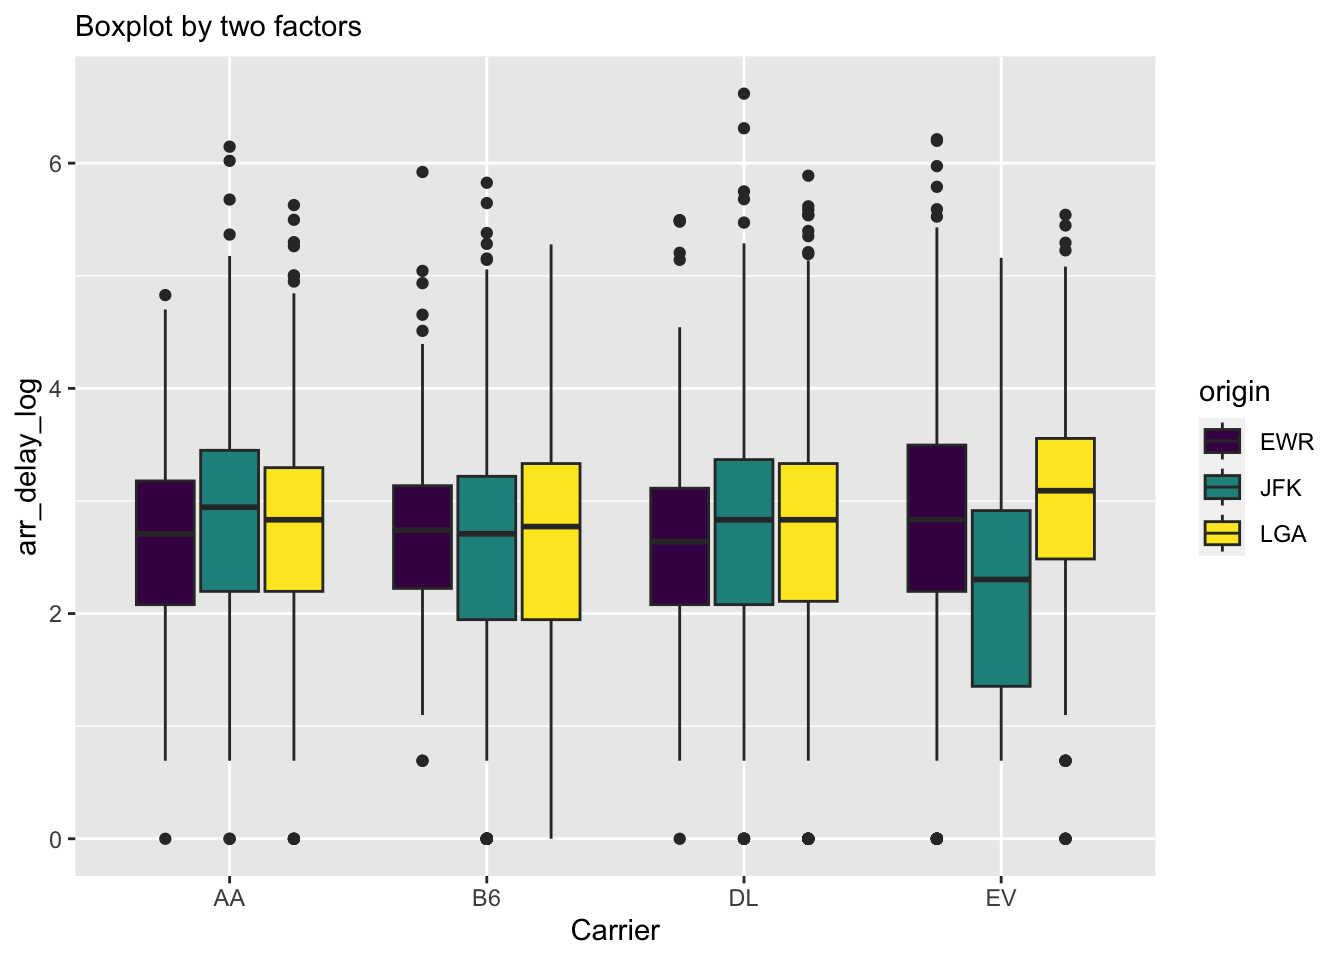 Boxplot by two factors
arr_delay_log
6
4
2
0
AA B6 DL EV
Carrier
origin
EWR
JFK
LGA